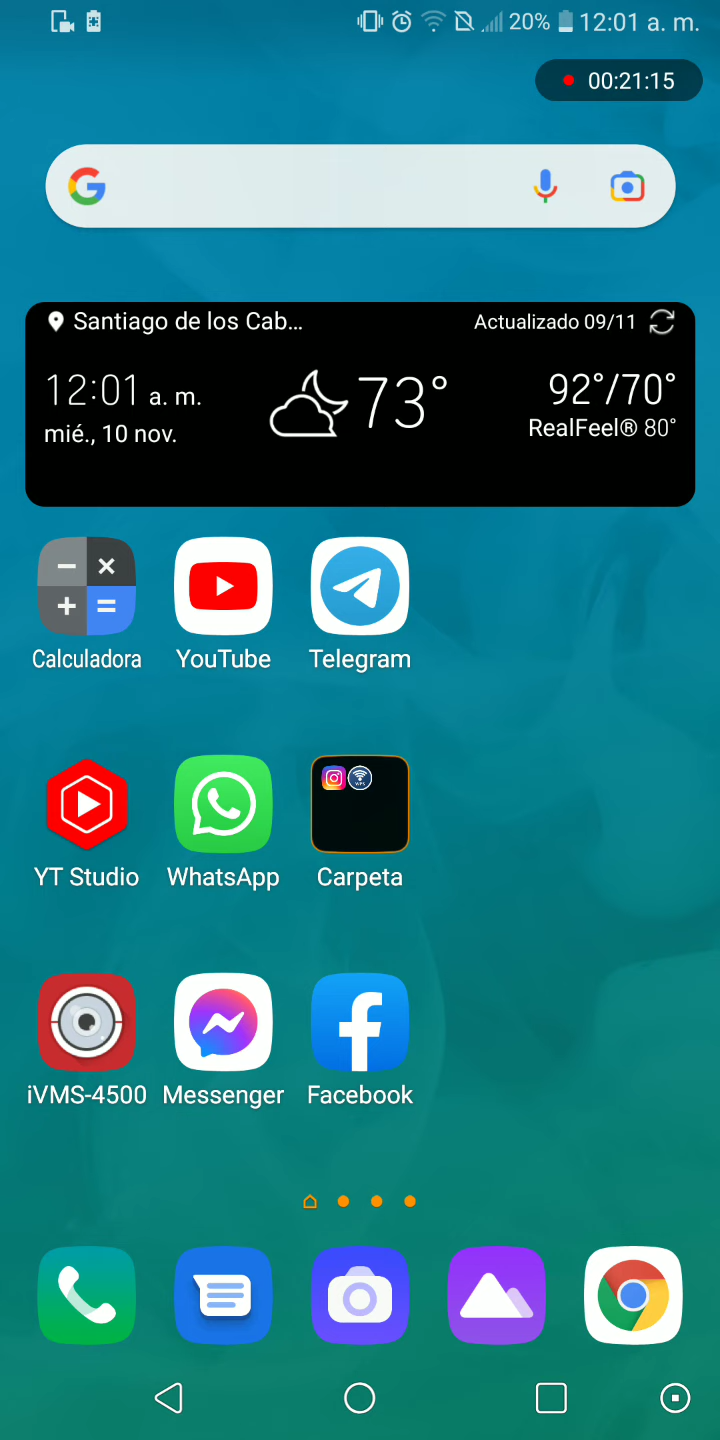 20% 12:01 a. m.
00:21:15
Santiago de los Cab... Actualizado 09/11
12:01 a. m. 73° 92°/70°
mié., 10 nov. RealFeel® 80°
Calculadora YouTube Telegram
YT Studio WhatsApp Carpeta
iVMS-4500 Messenger Facebook